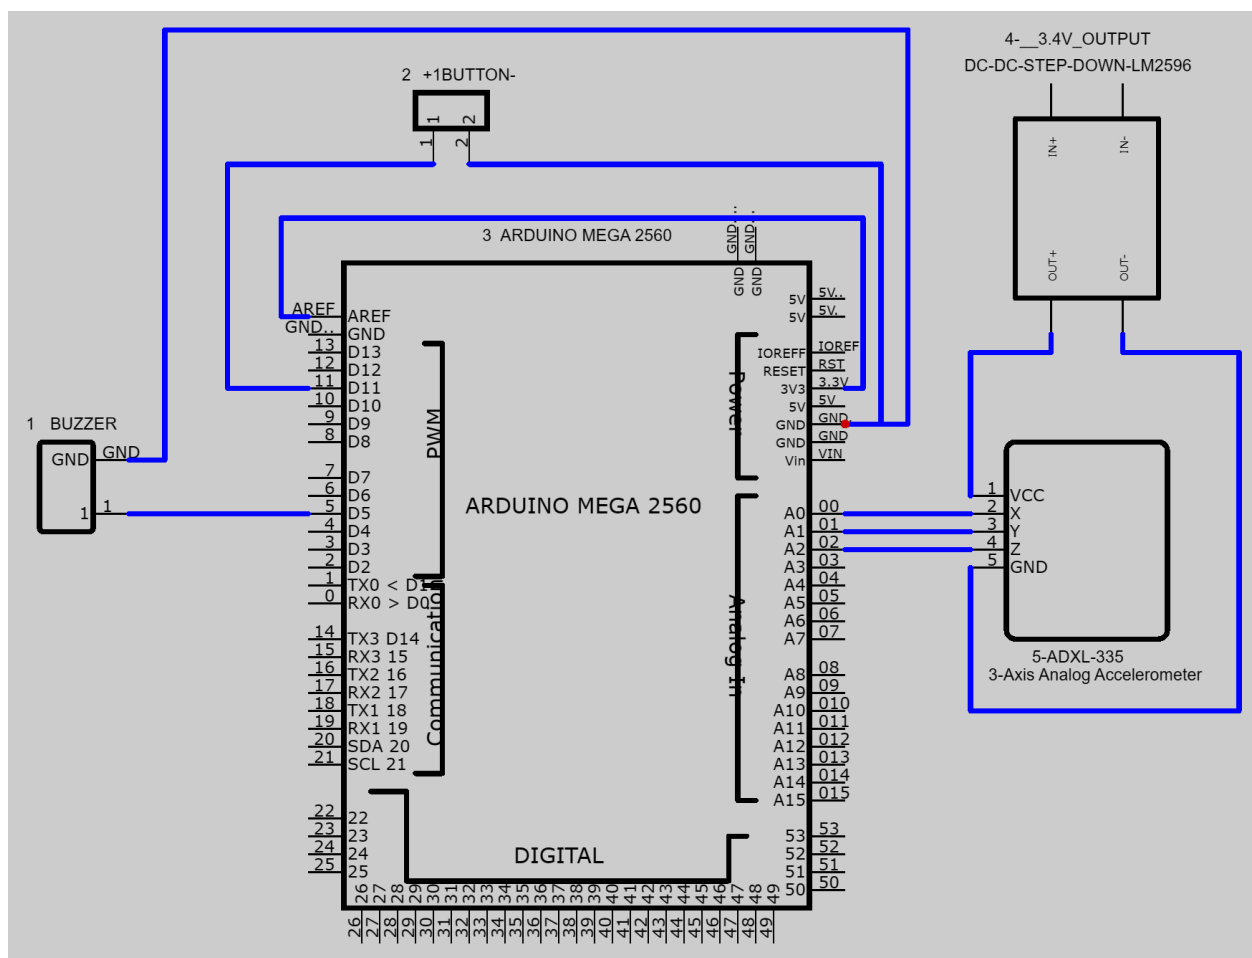 4-__3.4V_OUTPUT
DC-DC-STEP-DOWN-LM2596
IN+ IN-
OUT+ OUT-
2 +1BUTTON-
1 2
1 2
3 ARDUINO MEGA 2560
GND... GND...
GND GND
AREF AREF
GND.. GND
13 D13
12 D12
11 D11
10 D10
9 D9
8 D8
7 D7
6 D6
5 D5
4 D4
3 D3
2 D2
1 TX0 < D1
0 RX0 > D0
14 TX3 D14
15 RX3 15
16 TX2 16
17 RX2 17
18 TX1 18
19 RX1 19
20 SDA 20
21 SCL 21
22 22
23 23
24 24
25 25
PWM
Communication
ARDUINO MEGA 2560
DIGITAL
Power
Analog In
5V 5V..
5V 5V.
IOREFF IOREF
RESET RST
3V3 3.3V
5V 5V
GND GND.
GND GND
Vin VIN
A0 00
A1 01
A2 02
A3 03
A4 04
A5 05
A6 06
A7 07
A8 08
A9 09
A10 010
A11 011
A12 012
A13 013
A14 014
A15 015
53 53
52 52
51 51
50 50
26 27 28 29 30 31 32 33 34 35 36 37 38 39 40 41 42 43 44 45 46 47 48 49
26 27 28 29 30 31 32 33 34 35 36 37 38 39 40 41 42 43 44 45 46 47 48 49
1 BUZZER
GND GND
1 1
1 VCC
2 X
3 Y
4 Z
5 GND
5-ADXL-335
3-Axis Analog Accelerometer